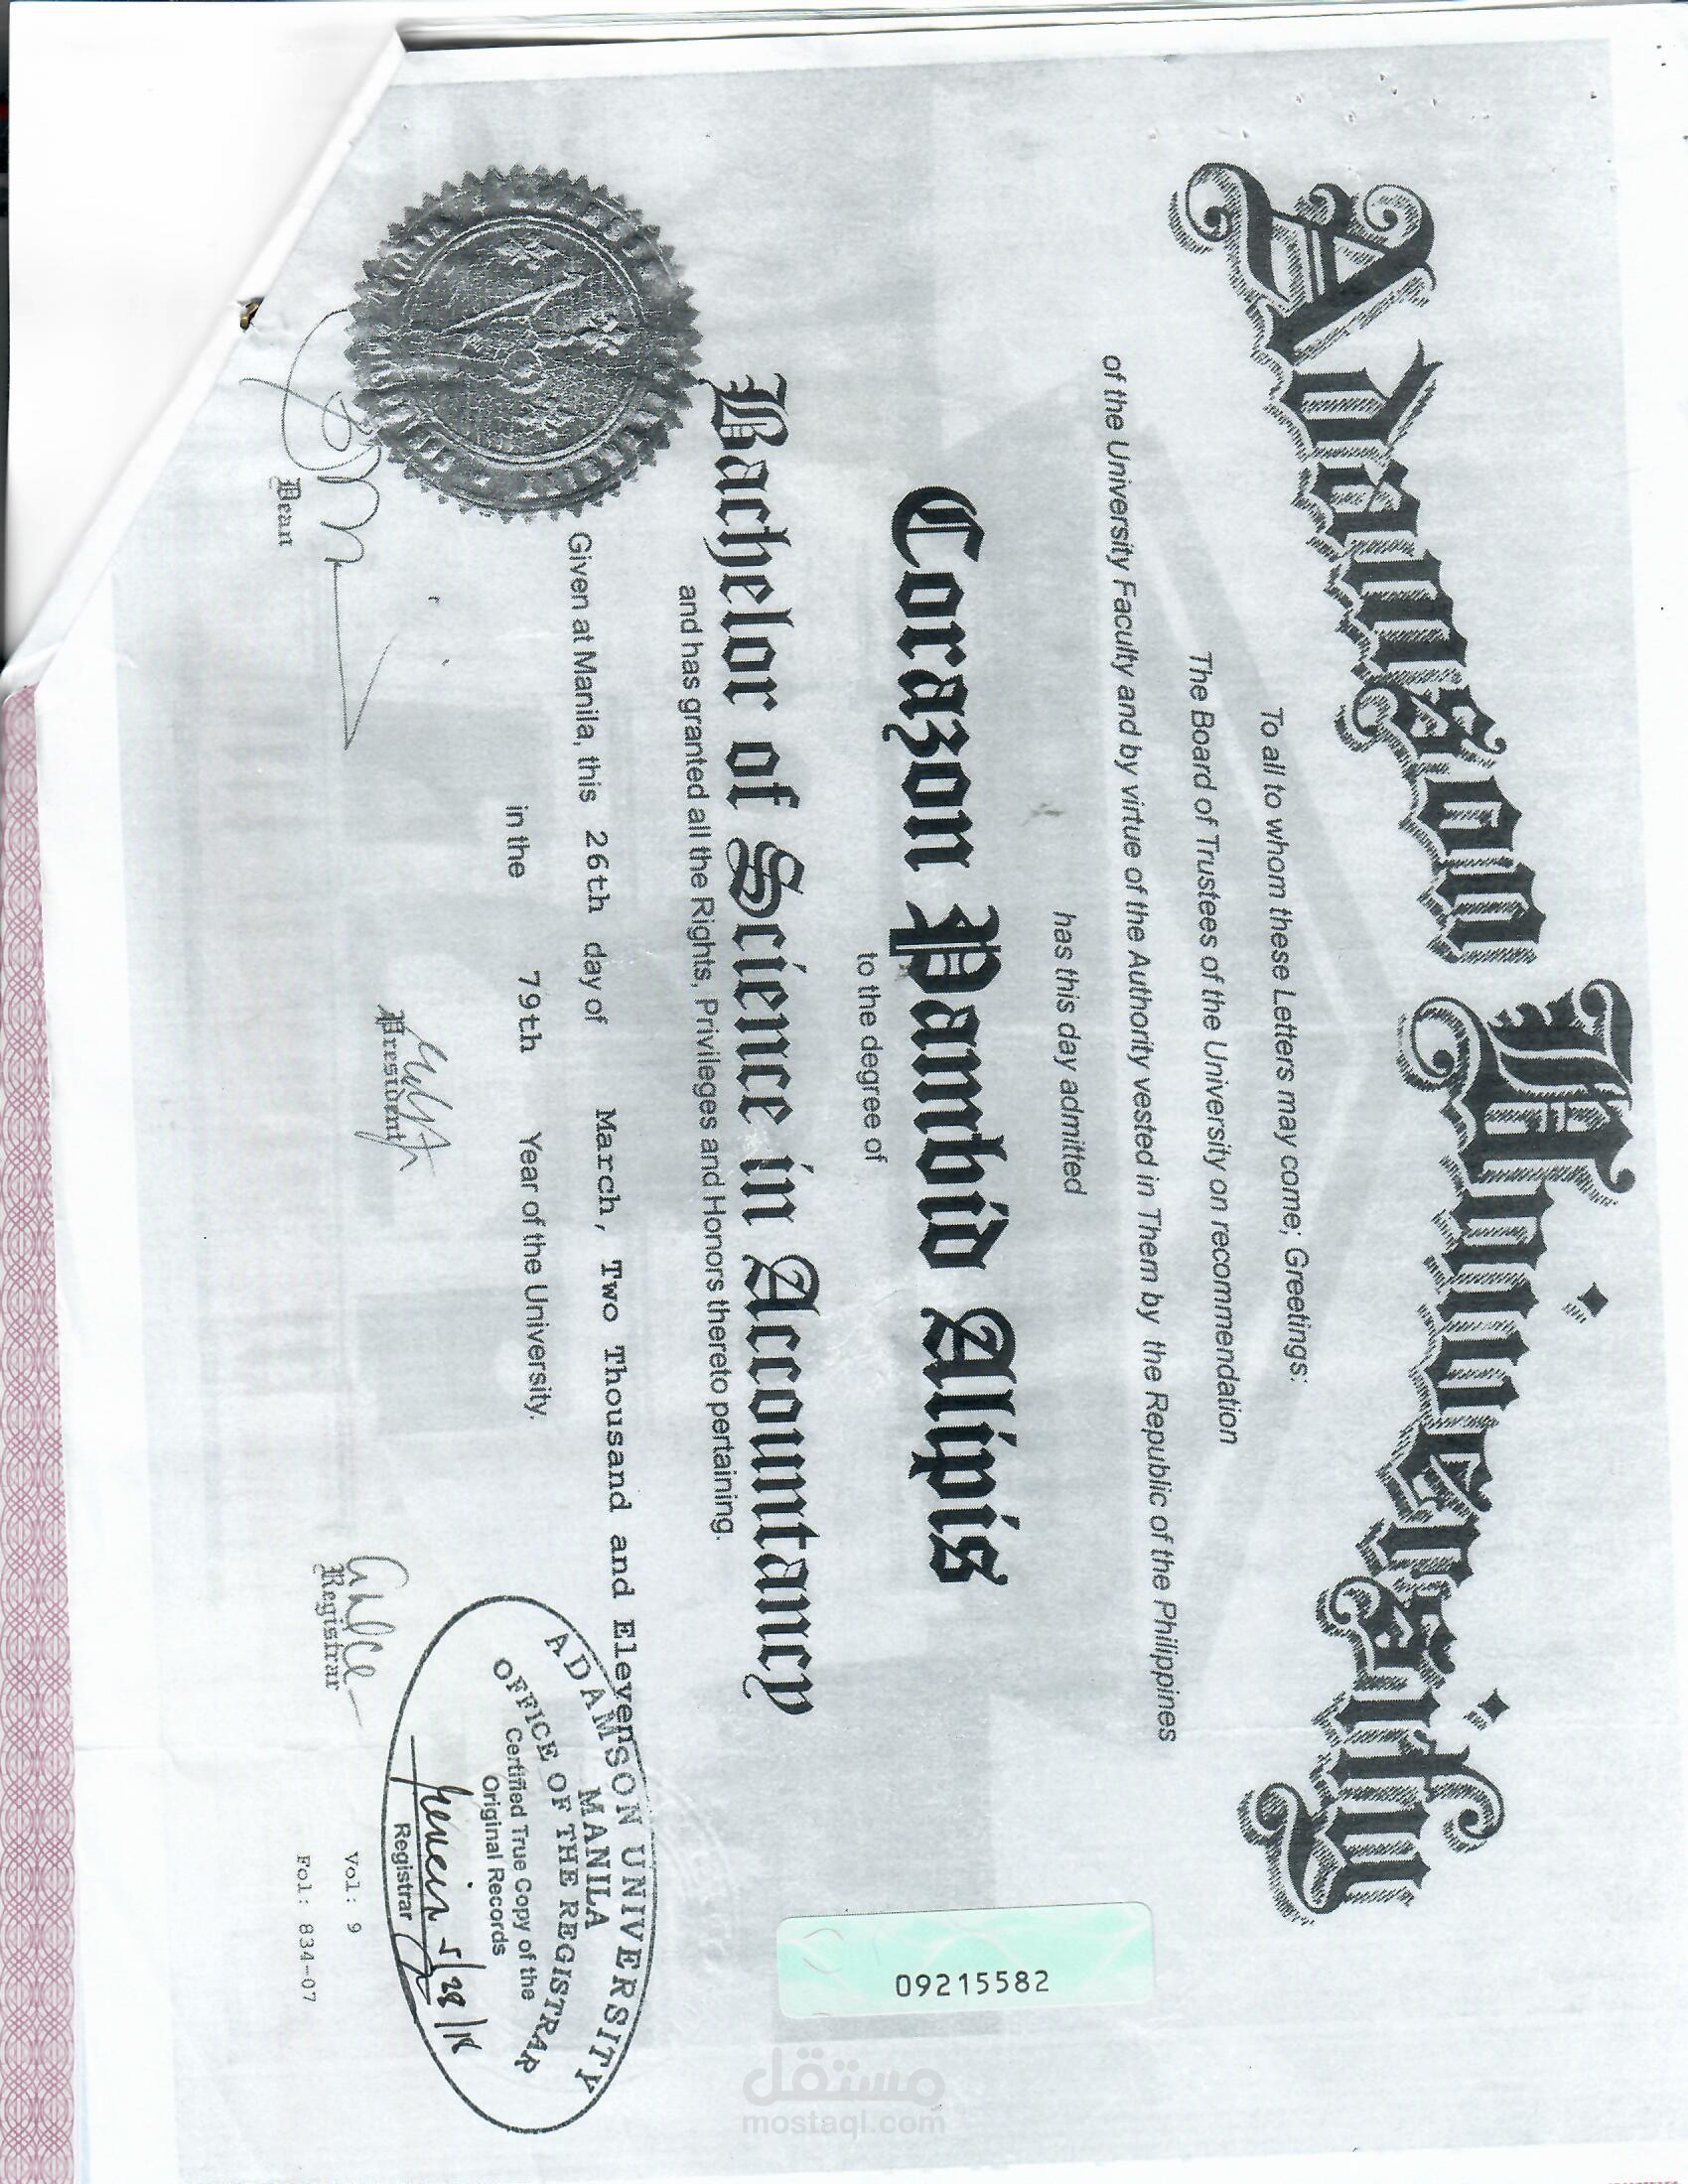 Adamson University
To all to whom these Letters may come; Greetings:
The Board of Trustees of the University on recommendation
of the University Faculty and by virtue of the Authority vested in Them by the Republic of the Philippines
has this day admitted
Corazon Pambid Alipis
to the degree of
Bachelor of Science in Accountancy
and has granted all the Rights, Privileges and Honors thereto pertaining.
Given at Manila, this 26th day of March, Two Thousand and Eleven
in the 79th Year of the University.
Dean
President
Registrar
ADAMSON UNIVERSITY
MANILA
OFFICE OF THE REGISTRAR
Certified True Copy of the
Original Records
5/28/18
Registrar
Vol: 9
Fol: 834-07
09215582
مستقل
mostaql.com